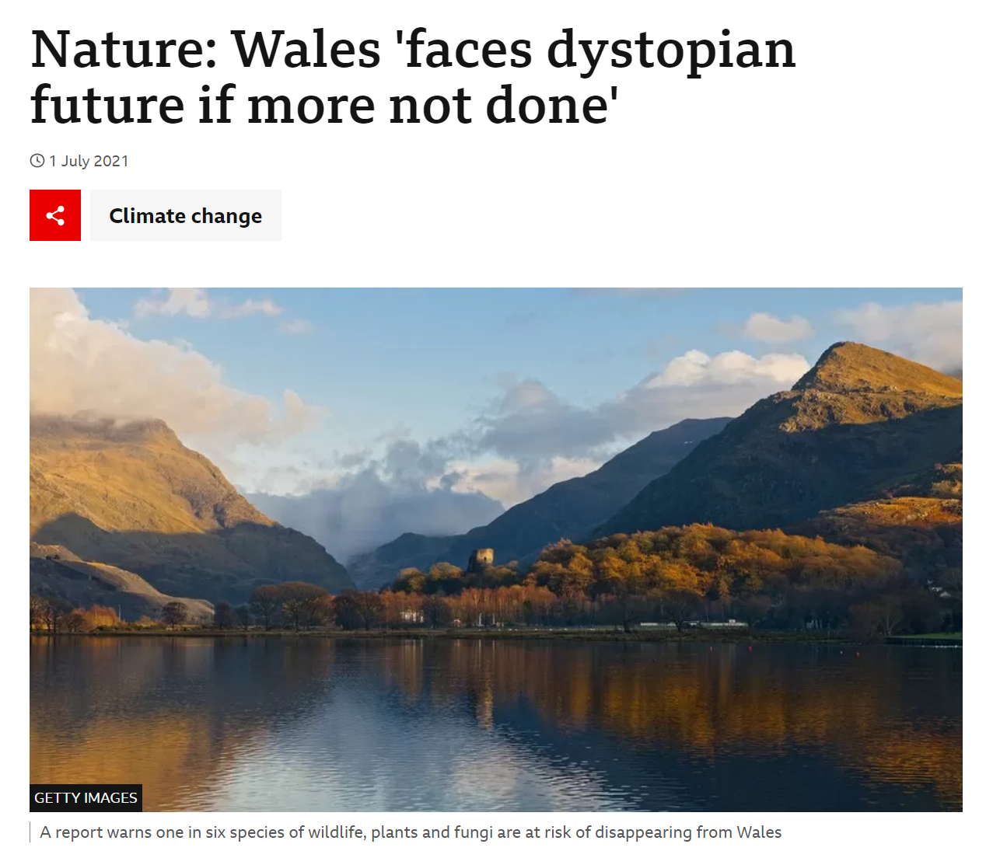 Nature: Wales 'faces dystopian
future if more not done'
1 July 2021
Climate change
GETTY IMAGES
A report warns one in six species of wildlife, plants and fungi are at risk of disappearing from Wales